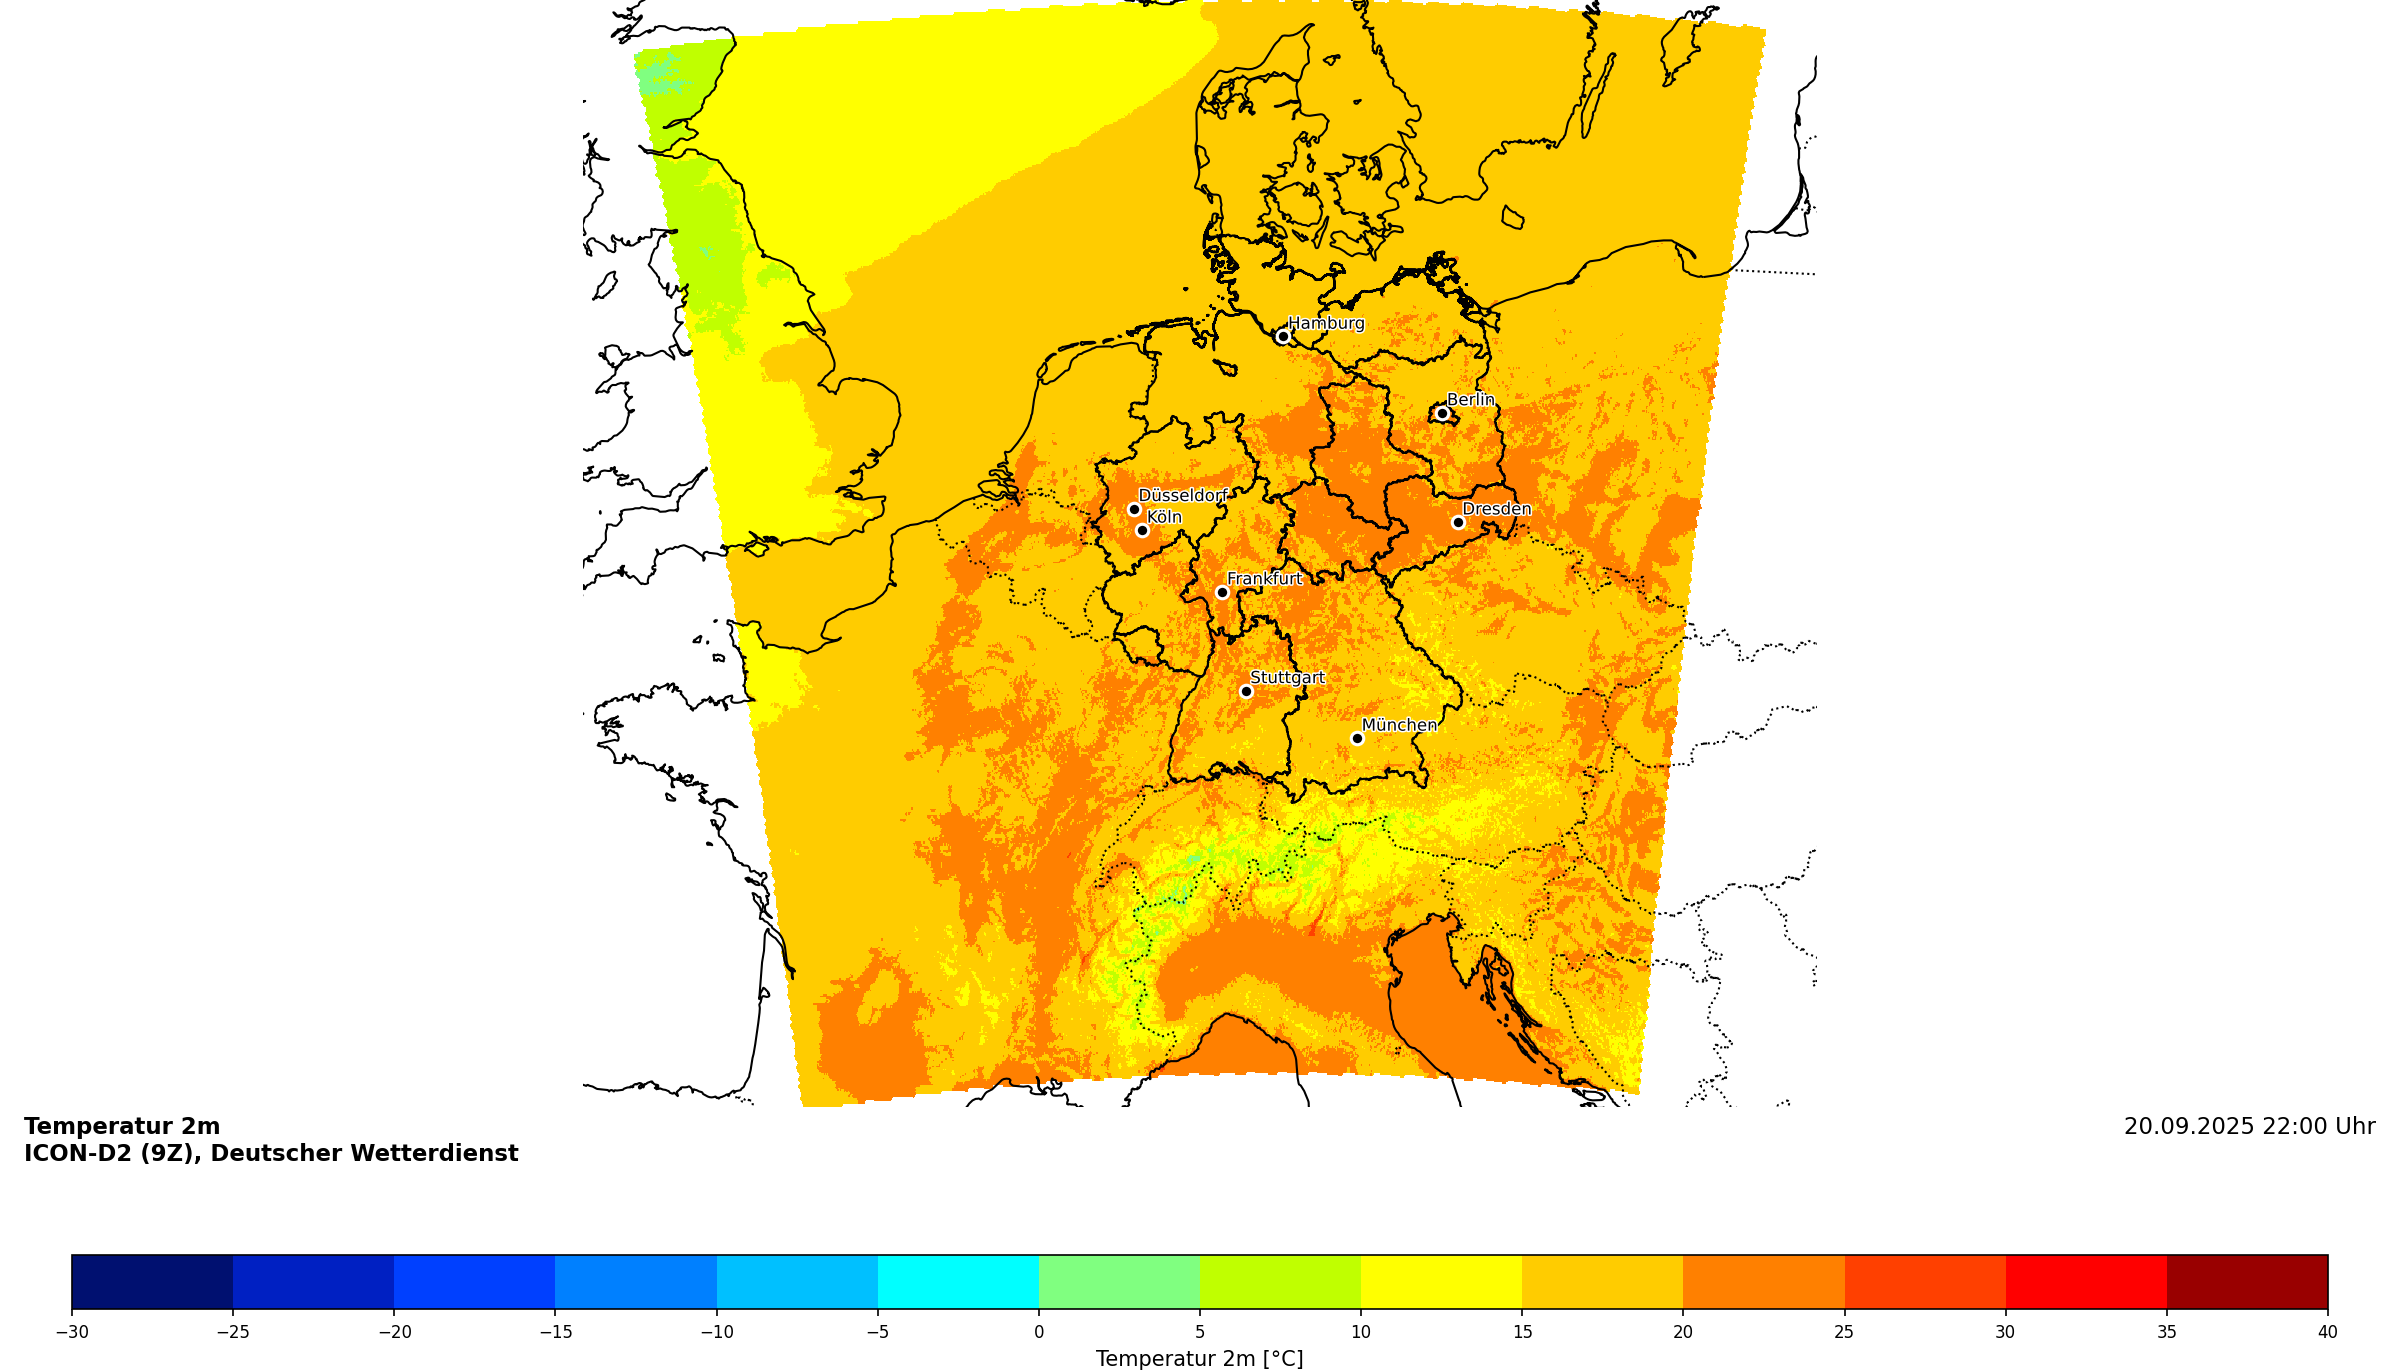 Hamburg
Berlin
Düsseldorf
Köln
Dresden
Frankfurt
Stuttgart
München
Temperatur 2m
ICON-D2 (9Z), Deutscher Wetterdienst
20.09.2025 22:00 Uhr
−30 −25 −20 −15 −10 −5 0 5 10 15 20 25 30 35 40
Temperatur 2m [°C]